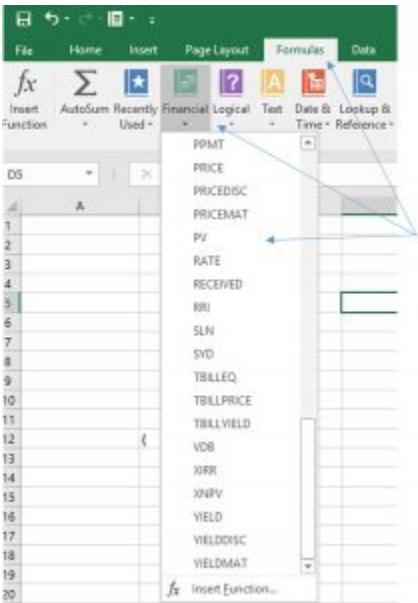 File Home Insert Page Layout Formulas Data
fx Σ ?  A
Insert AutoSum Recently Financial Logical Text Date & Lookup &
Function Used Time Reference
D5
A
1
2
3
4
5
6
7
8
9
10
11
12 (
13
14
15
16
17
18
19
20
PPMT
PRICE
PRICEDISC
PRICEMAT
PV
RATE
RECEIVED
RRI
SLN
SYD
TBILLEQ
TBILLPRICE
TBILLYIELD
VDB
XIRR
XNPV
YIELD
YIELDDISC
YIELDMAT
fx Insert Function...